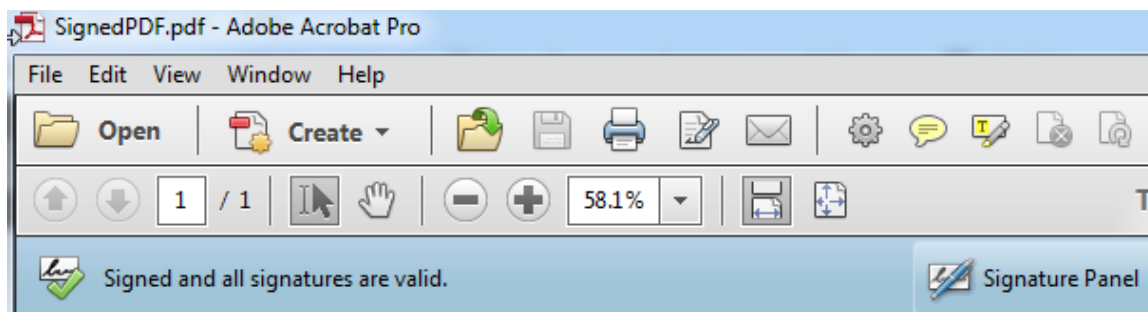 SignedPDF.pdf - Adobe Acrobat Pro
File Edit View Window Help
Open Create
1 / 1 58.1% T
Signed and all signatures are valid. Signature Panel